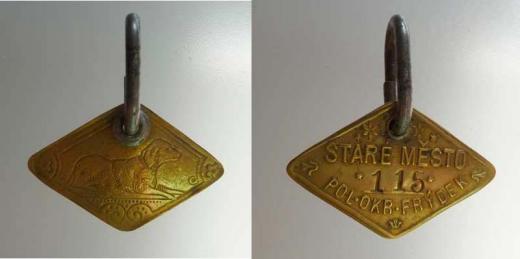 STARÉ MĚSTO
· 115 ·
POL·OKR·FRÝDEK